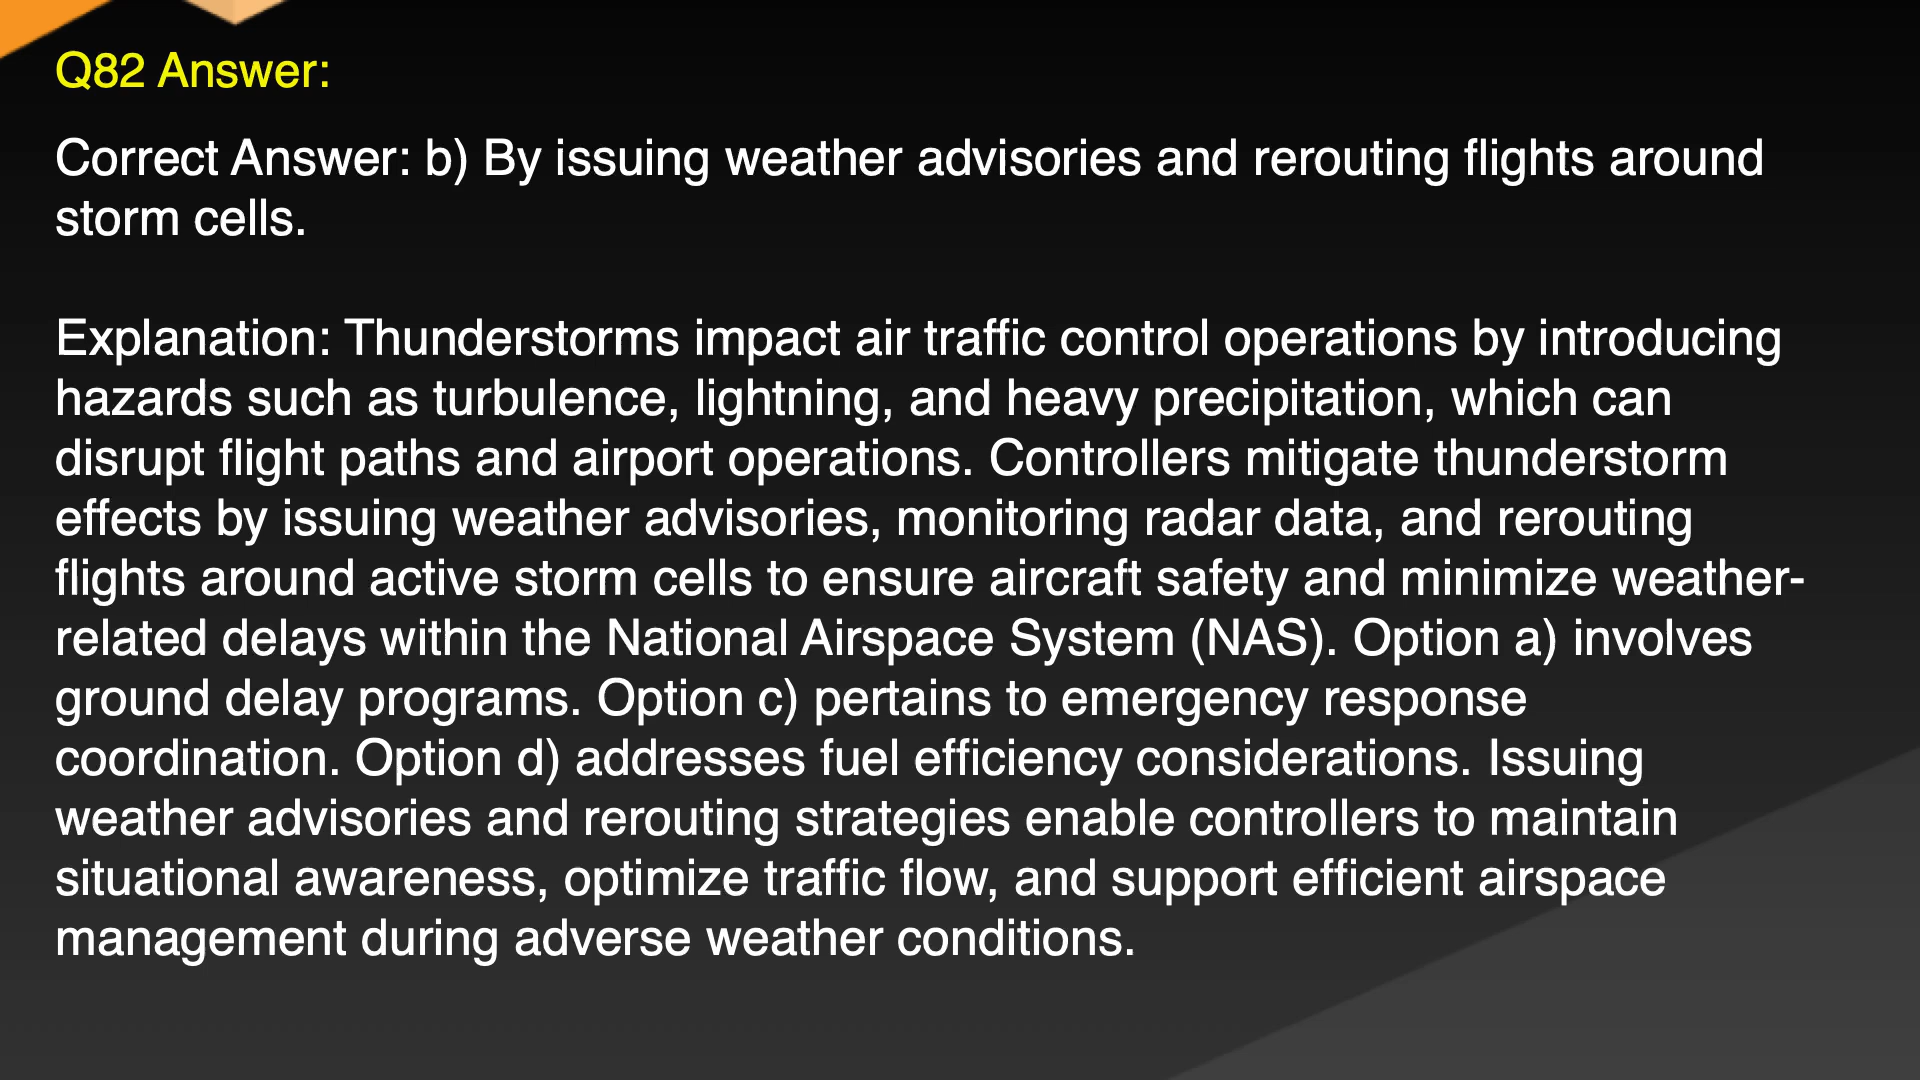 Q82 Answer:
Correct Answer: b) By issuing weather advisories and rerouting flights around
storm cells.
Explanation: Thunderstorms impact air traffic control operations by introducing
hazards such as turbulence, lightning, and heavy precipitation, which can
disrupt flight paths and airport operations. Controllers mitigate thunderstorm
effects by issuing weather advisories, monitoring radar data, and rerouting
flights around active storm cells to ensure aircraft safety and minimize weather-
related delays within the National Airspace System (NAS). Option a) involves
ground delay programs. Option c) pertains to emergency response
coordination. Option d) addresses fuel efficiency considerations. Issuing
weather advisories and rerouting strategies enable controllers to maintain
situational awareness, optimize traffic flow, and support efficient airspace
management during adverse weather conditions.